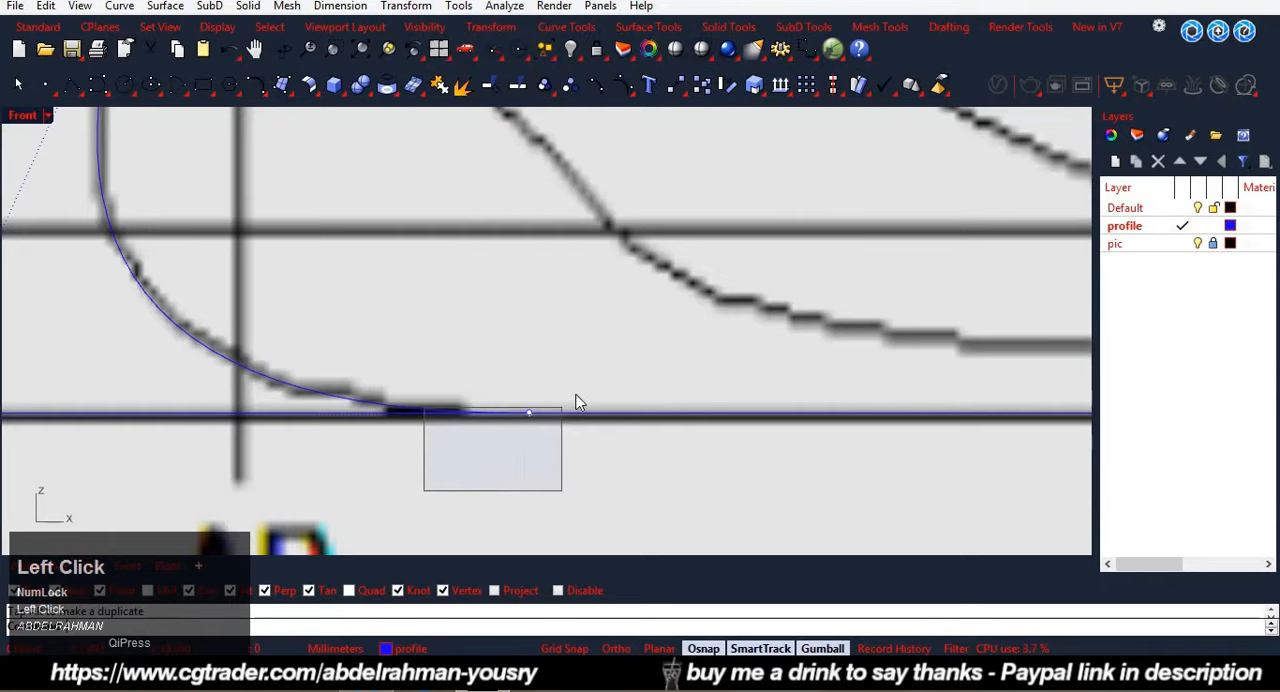 File Edit View Curve Surface SubD Solid Mesh Dimension Transform Tools Analyze Render Panels Help
Standard CPlanes Set View Display Select Viewport Layout Visibility Transform Curve Tools Surface Tools Solid Tools SubD Tools Mesh Tools Drafting Render Tools New in V7
Front
Layers
Layer Materi
Default
profile
pic
z
x
Left Click
NumLock
Left Click
ABDELRAHMAN
QiPress
Perp Tan Quad Knot Vertex Project Disable
make a duplicate
Millimeters profile Grid Snap Ortho Planar Osnap SmartTrack Gumball Record History Filter CPU use: 3.7 %
https://www.cgtrader.com/abdelrahman-yousry buy me a drink to say thanks - Paypal link in description